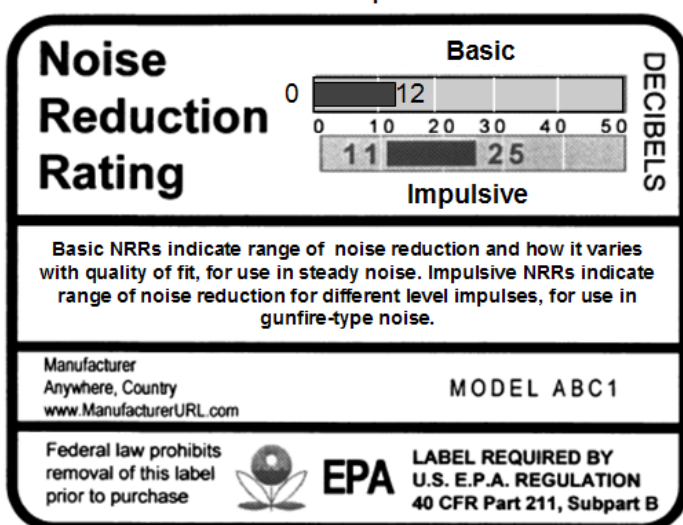 Noise
Reduction
Rating
Basic
0 12
0 10 20 30 40 50
11 25
Impulsive
DECIBELS
Basic NRRs indicate range of noise reduction and how it varies
with quality of fit, for use in steady noise. Impulsive NRRs indicate
range of noise reduction for different level impulses, for use in
gunfire-type noise.
Manufacturer
Anywhere, Country
www.ManufacturerURL.com
MODEL ABC1
Federal law prohibits
removal of this label
prior to purchase
EPA
LABEL REQUIRED BY
U.S. E.P.A. REGULATION
40 CFR Part 211, Subpart B